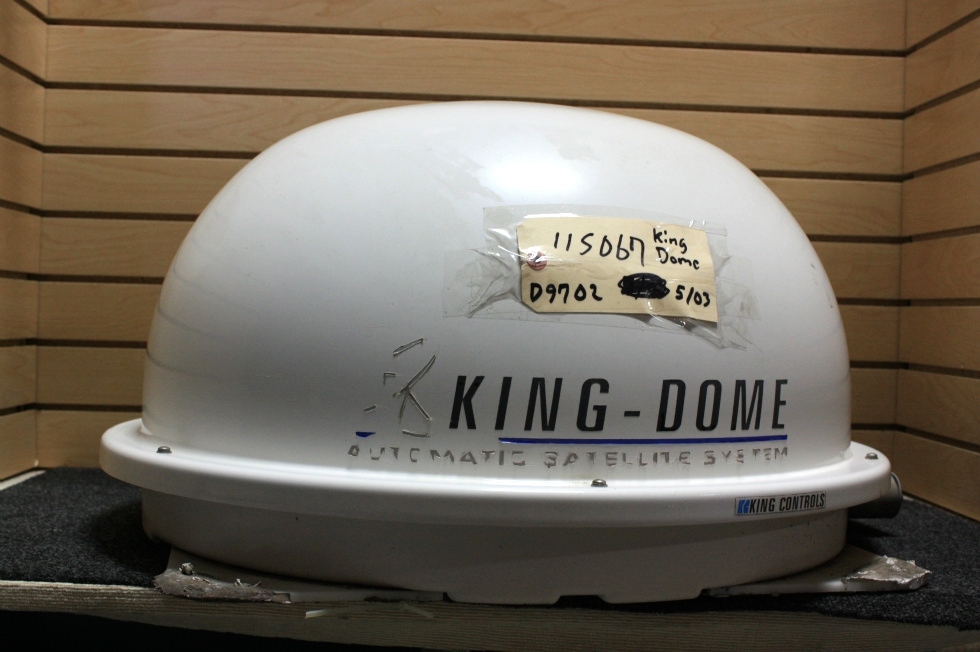 115067 King Dome
D9702 5/03
KING-DOME
AUTOMATIC SATELLITE SYSTEM
KING CONTROLS